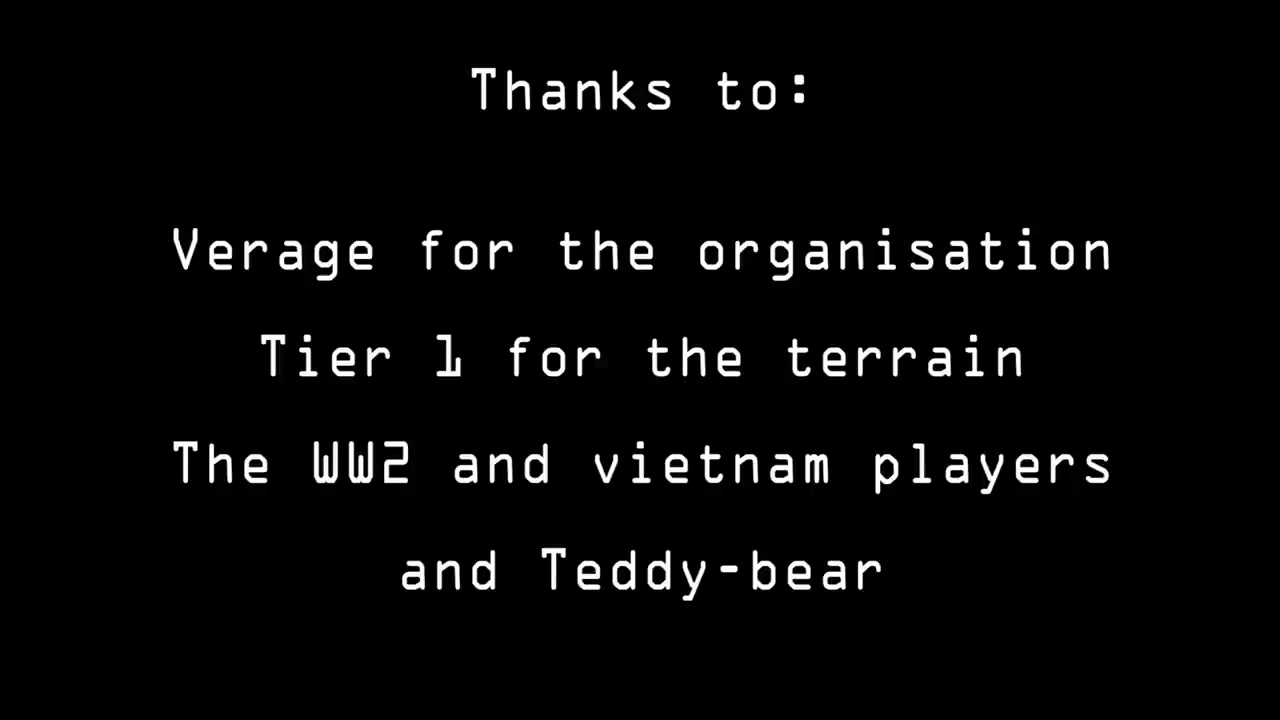 Thanks to:
Verage for the organisation
Tier 1 for the terrain
The WW2 and vietnam players
and Teddy-bear